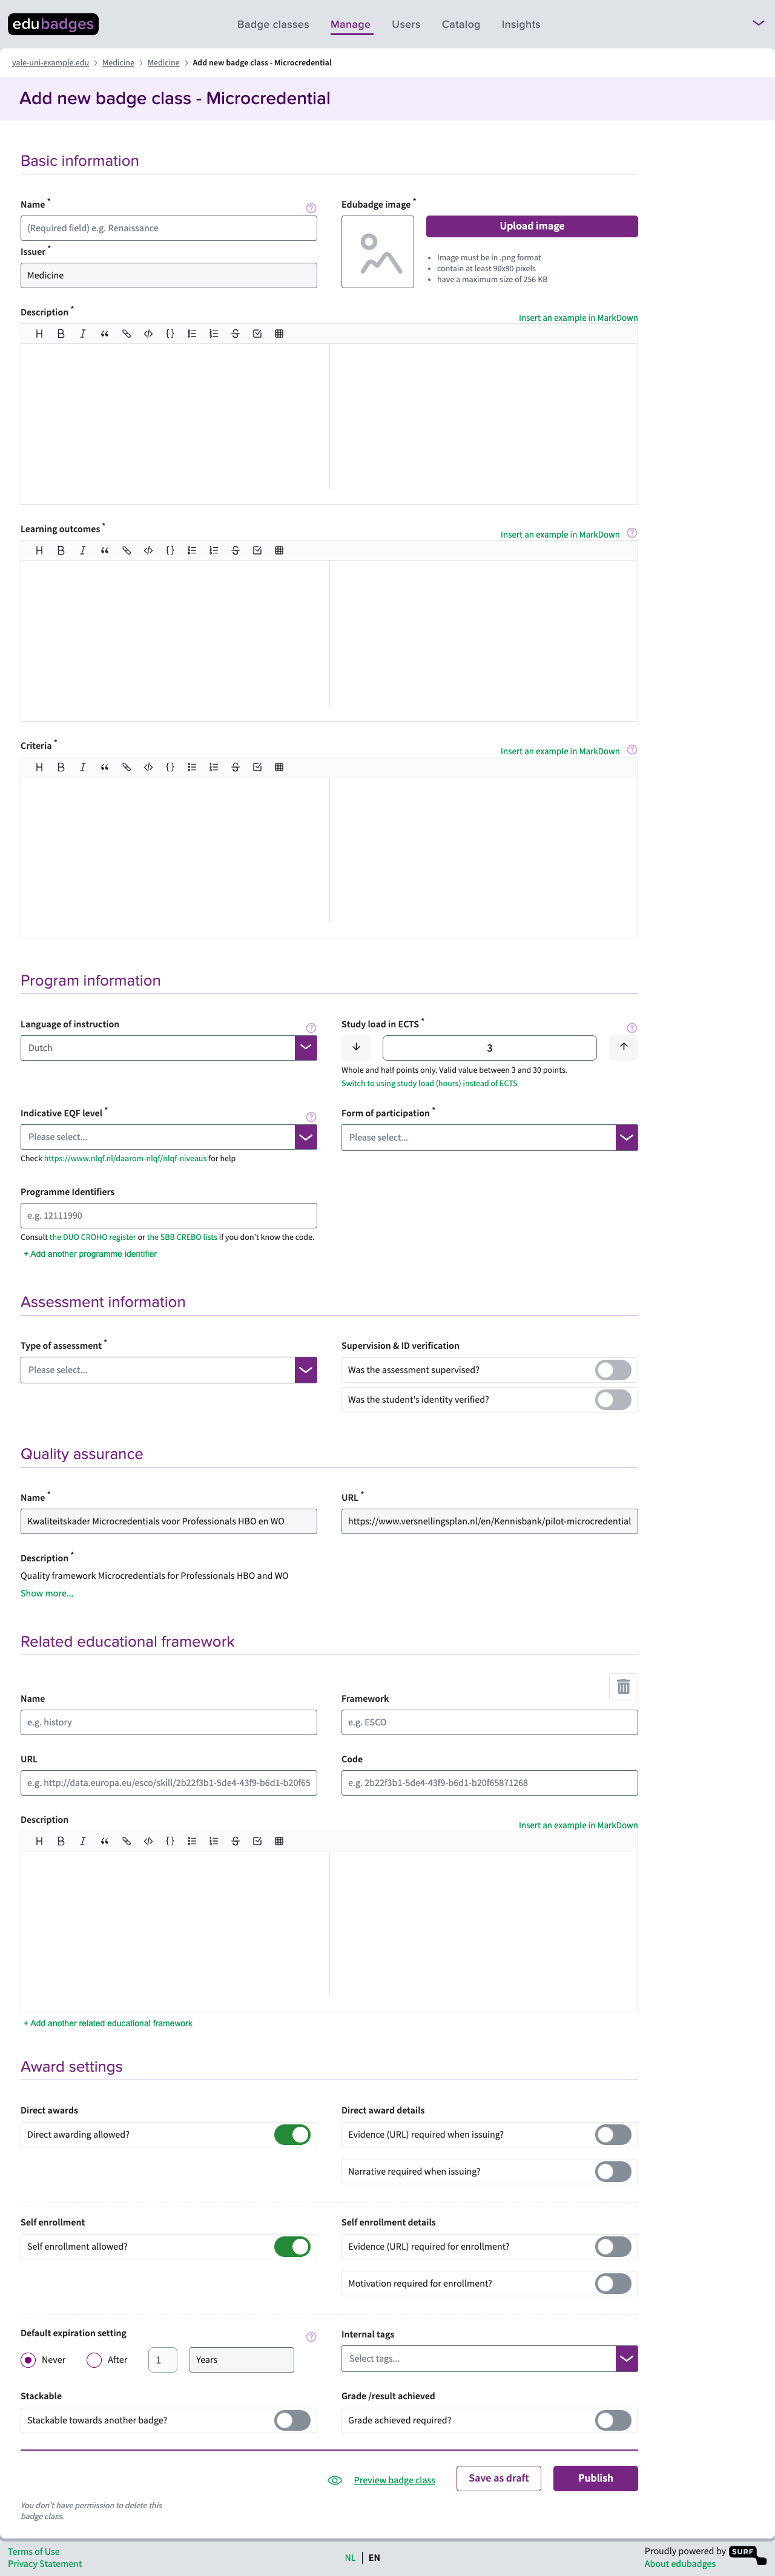 edubadges
Badge classes
Manage
Users
Catalog
Insights
yale-uni-example.edu
Medicine
Medicine
Add new badge class - Microcredential
Add new badge class - Microcredential
Basic information
Name *
(Required field) e.g. Renaissance
Issuer *
Medicine
Edubadge image *
Upload image
Image must be in .png format
contain at least 90x90 pixels
have a maximum size of 256 KB
Description *
Insert an example in MarkDown
Learning outcomes *
Insert an example in MarkDown
Criteria *
Insert an example in MarkDown
Program information
Language of instruction
Dutch
Study load in ECTS *
3
Whole and half points only. Valid value between 3 and 30 points.
Switch to using study load (hours) instead of ECTS
Indicative EQF level *
Please select...
Check https://www.nlqf.nl/daarom-nlqf/nlqf-niveaus for help
Form of participation *
Please select...
Programme Identifiers
e.g. 12111990
Consult the DUO CROHO register or the SBB CREBO lists if you don't know the code.
+ Add another programme identifier
Assessment information
Type of assessment *
Please select...
Supervision & ID verification
Was the assessment supervised?
Was the student's identity verified?
Quality assurance
Name *
Kwaliteitskader Microcredentials voor Professionals HBO en WO
URL *
https://www.versnellingsplan.nl/en/Kennisbank/pilot-microcredential
Description *
Quality framework Microcredentials for Professionals HBO and WO
Show more...
Related educational framework
Name
e.g. history
Framework
e.g. ESCO
URL
e.g. http://data.europa.eu/esco/skill/2b22f3b1-5de4-43f9-b6d1-b20f65
Code
e.g. 2b22f3b1-5de4-43f9-b6d1-b20f65871268
Description
Insert an example in MarkDown
+ Add another related educational framework
Award settings
Direct awards
Direct awarding allowed?
Direct award details
Evidence (URL) required when issuing?
Narrative required when issuing?
Self enrollment
Self enrollment allowed?
Self enrollment details
Evidence (URL) required for enrollment?
Motivation required for enrollment?
Default expiration setting
Never
After
1
Years
Internal tags
Select tags...
Stackable
Stackable towards another badge?
Grade /result achieved
Grade achieved required?
Preview badge class
Save as draft
Publish
You don't have permission to delete this
badge class.
Terms of Use
Privacy Statement
NL
EN
Proudly powered by SURF
About edubadges